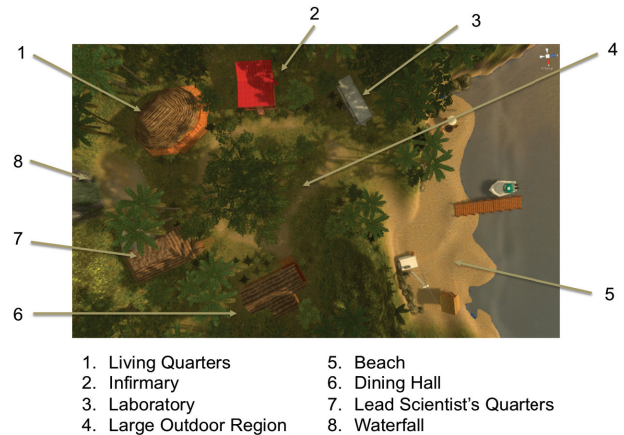 2
3
1
4
8
7
5
6
1. Living Quarters
2. Infirmary
3. Laboratory
4. Large Outdoor Region
5. Beach
6. Dining Hall
7. Lead Scientist's Quarters
8. Waterfall